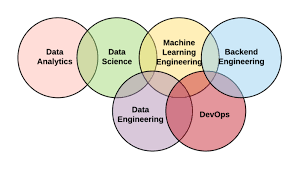 Data
Analytics
Data
Science
Machine
Learning
Engineering
Backend
Engineering
Data
Engineering
DevOps